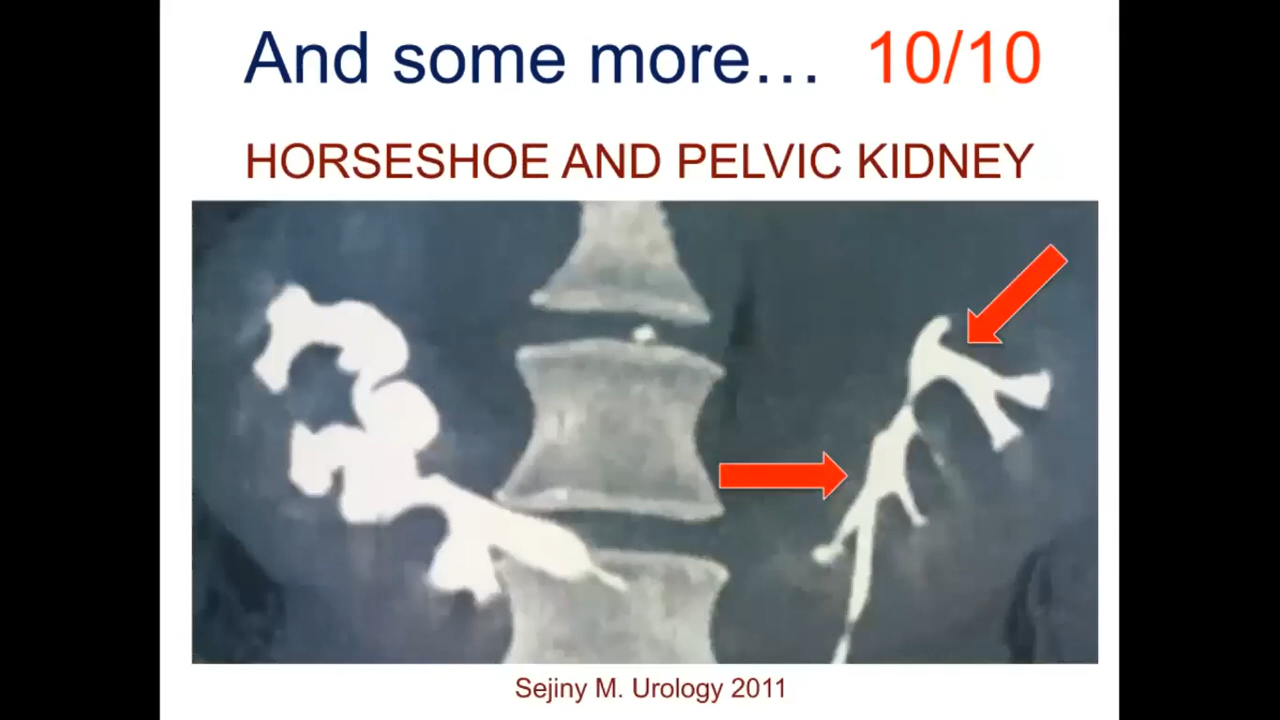 And some more… 10/10
HORSESHOE AND PELVIC KIDNEY
Sejiny M. Urology 2011